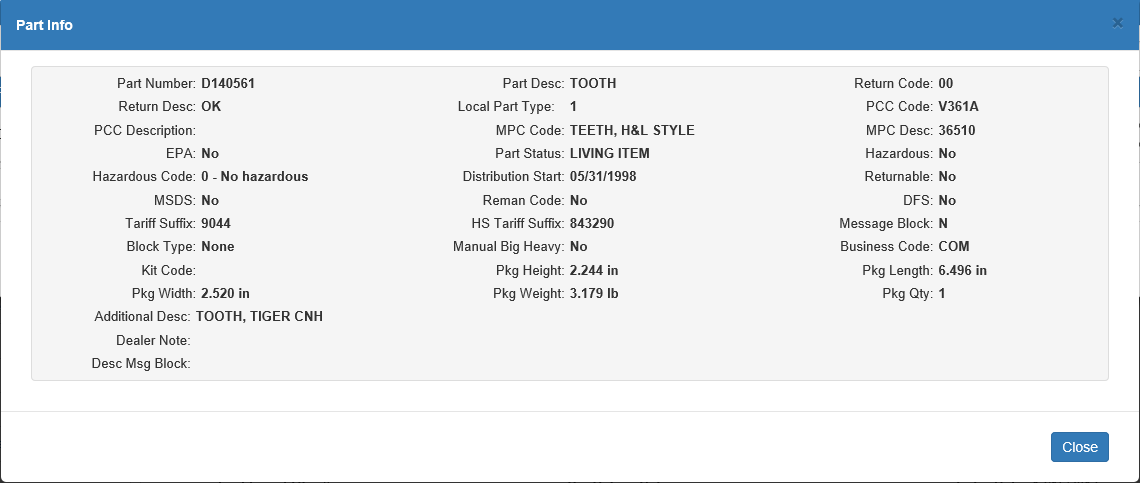 Part Info ×
Part Number: D140561 Part Desc: TOOTH Return Code: 00
Return Desc: OK Local Part Type: 1 PCC Code: V361A
PCC Description: MPC Code: TEETH, H&L STYLE MPC Desc: 36510
EPA: No Part Status: LIVING ITEM Hazardous: No
Hazardous Code: 0 - No hazardous Distribution Start: 05/31/1998 Returnable: No
MSDS: No Reman Code: No DFS: No
Tariff Suffix: 9044 HS Tariff Suffix: 843290 Message Block: N
Block Type: None Manual Big Heavy: No Business Code: COM
Kit Code: Pkg Height: 2.244 in Pkg Length: 6.496 in
Pkg Width: 2.520 in Pkg Weight: 3.179 lb Pkg Qty: 1
Additional Desc: TOOTH, TIGER CNH
Dealer Note:
Desc Msg Block:
Close